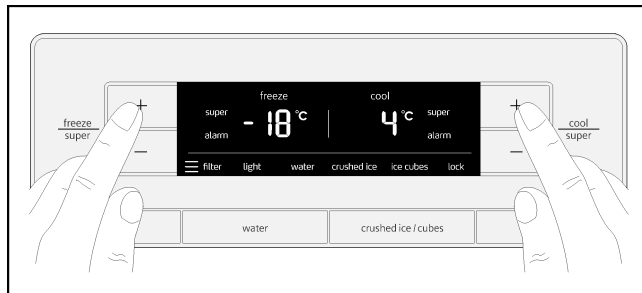 freeze cool
super -18°C 4°C super
alarm alarm
filter light water crushed ice ice cubes lock
freeze
super
+
−
+
−
cool
super
water crushed ice / cubes